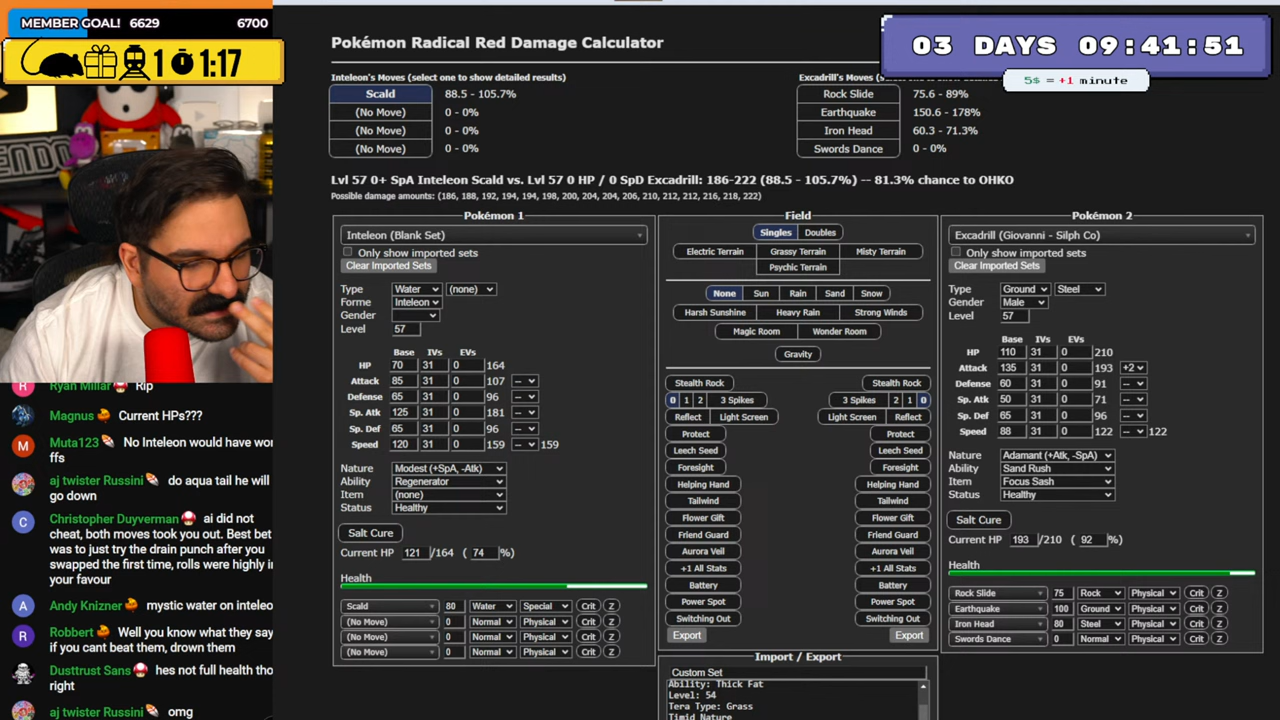 MEMBER GOAL! 6629 6700
1 1:17
03 DAYS 09:41:51
5$ = +1 minute
Pokémon Radical Red Damage Calculator
Inteleon's Moves (select one to show detailed results)
Scald 88.5 - 105.7%
(No Move) 0 - 0%
(No Move) 0 - 0%
(No Move) 0 - 0%
Excadrill's Moves
Rock Slide 75.6 - 89%
Earthquake 150.6 - 178%
Iron Head 60.3 - 71.3%
Swords Dance 0 - 0%
Lvl 57 0+ SpA Inteleon Scald vs. Lvl 57 0 HP / 0 SpD Excadrill: 186-222 (88.5 - 105.7%) -- 81.3% chance to OHKO
Possible damage amounts: (186, 188, 192, 194, 194, 198, 200, 204, 204, 206, 210, 212, 212, 216, 218, 222)
Pokémon 1
Inteleon (Blank Set)
Only show imported sets
Clear Imported Sets
Type Water (none)
Forme Inteleon
Gender
Level 57
Base IVs EVs
HP 70 31 0 164
Attack 85 31 0 107 --
Defense 65 31 0 96 --
Sp. Atk 125 31 0 181 --
Sp. Def 65 31 0 96 --
Speed 120 31 0 159 -- 159
Nature Modest (+SpA, -Atk)
Ability Regenerator
Item (none)
Status Healthy
Salt Cure
Current HP 121 /164 ( 74 %)
Health
Scald 80 Water Special Crit Z
(No Move) 0 Normal Physical Crit Z
(No Move) 0 Normal Physical Crit Z
(No Move) 0 Normal Physical Crit Z
Field
Singles Doubles
Electric Terrain Grassy Terrain Misty Terrain
Psychic Terrain
None Sun Rain Sand Snow
Harsh Sunshine Heavy Rain Strong Winds
Magic Room Wonder Room
Gravity
Stealth Rock Stealth Rock
0 1 2 3 Spikes 3 Spikes 2 1 0
Reflect Light Screen Light Screen Reflect
Protect Protect
Leech Seed Leech Seed
Foresight Foresight
Helping Hand Helping Hand
Tailwind Tailwind
Flower Gift Flower Gift
Friend Guard Friend Guard
Aurora Veil Aurora Veil
+1 All Stats +1 All Stats
Battery Battery
Power Spot Power Spot
Switching Out Switching Out
Export Export
Import / Export
Custom Set
Ability: Thick Fat
Level: 54
Tera Type: Grass
Timid Nature
Pokémon 2
Excadrill (Giovanni - Silph Co)
Only show imported sets
Clear Imported Sets
Type Ground Steel
Gender Male
Level 57
Base IVs EVs
HP 110 31 0 210
Attack 135 31 0 193 +2
Defense 60 31 0 91 --
Sp. Atk 50 31 0 71 --
Sp. Def 65 31 0 96 --
Speed 88 31 0 122 -- 122
Nature Adamant (+Atk, -SpA)
Ability Sand Rush
Item Focus Sash
Status Healthy
Salt Cure
Current HP 193 /210 ( 92 %)
Health
Rock Slide 75 Rock Physical Crit Z
Earthquake 100 Ground Physical Crit Z
Iron Head 80 Steel Physical Crit Z
Swords Dance 0 Normal Physical Crit Z
R Ryan Millar Rip
Magnus Current HPs???
M Muta123 No Inteleon would have won
ffs
aj twister Russini do aqua tail he will
go down
C Christopher Duyverman ai did not
cheat, both moves took you out. Best bet
was to just try the drain punch after you
swapped the first time, rolls were highly in
your favour
A Andy Knizner mystic water on inteleo
R Robbert Well you know what they say
if you cant beat them, drown them
Dusttrust Sans hes not full health tho
right
aj twister Russini omg